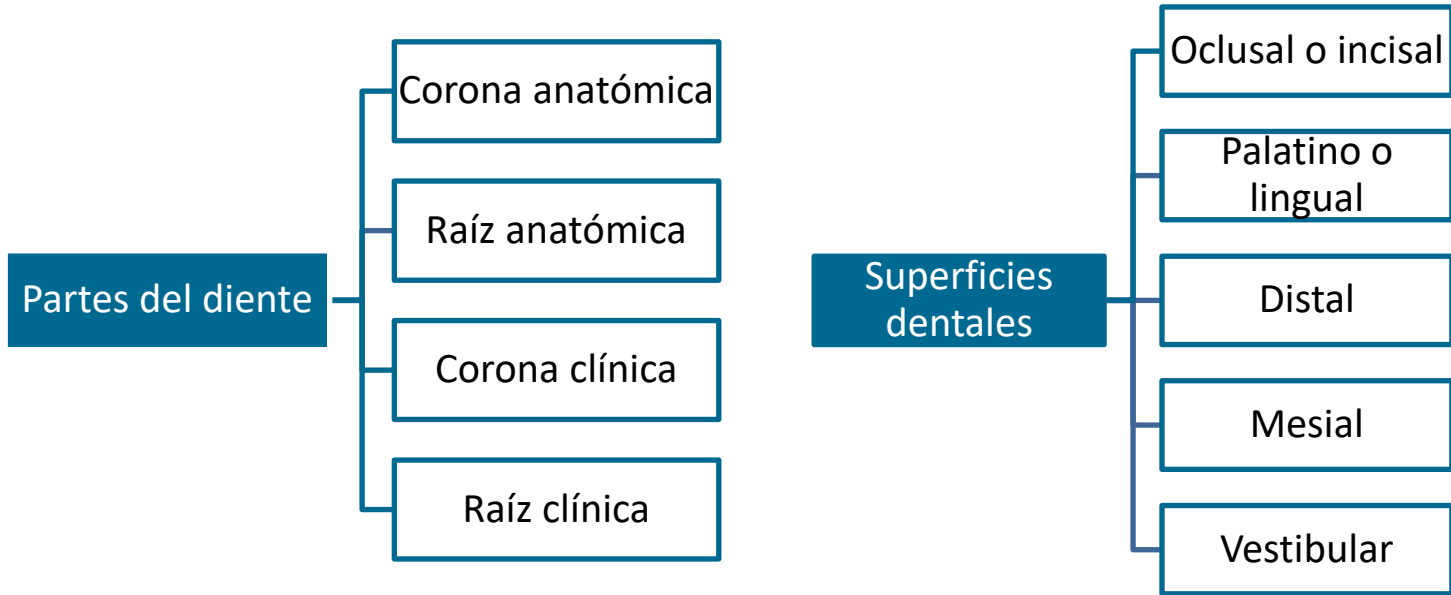 Partes del diente
Corona anatómica
Raíz anatómica
Corona clínica
Raíz clínica
Superficies
dentales
Oclusal o incisal
Palatino o
lingual
Distal
Mesial
Vestibular